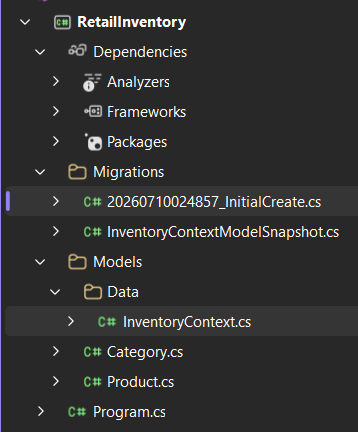 RetailInventory
Dependencies
Analyzers
Frameworks
Packages
Migrations
C# 20260710024857_InitialCreate.cs
C# InventoryContextModelSnapshot.cs
Models
Data
C# InventoryContext.cs
C# Category.cs
C# Product.cs
C# Program.cs